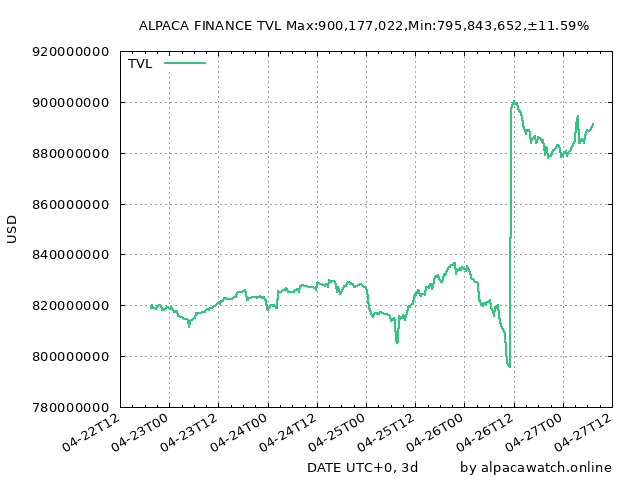 ALPACA FINANCE TVL Max:900,177,022,Min:795,843,652,±11.59%
TVL
920000000
900000000
880000000
860000000
840000000
820000000
800000000
780000000
USD
04-22T12
04-23T00
04-23T12
04-24T00
04-24T12
04-25T00
04-25T12
04-26T00
04-26T12
04-27T00
04-27T12
DATE UTC+0, 3d
by alpacawatch.online